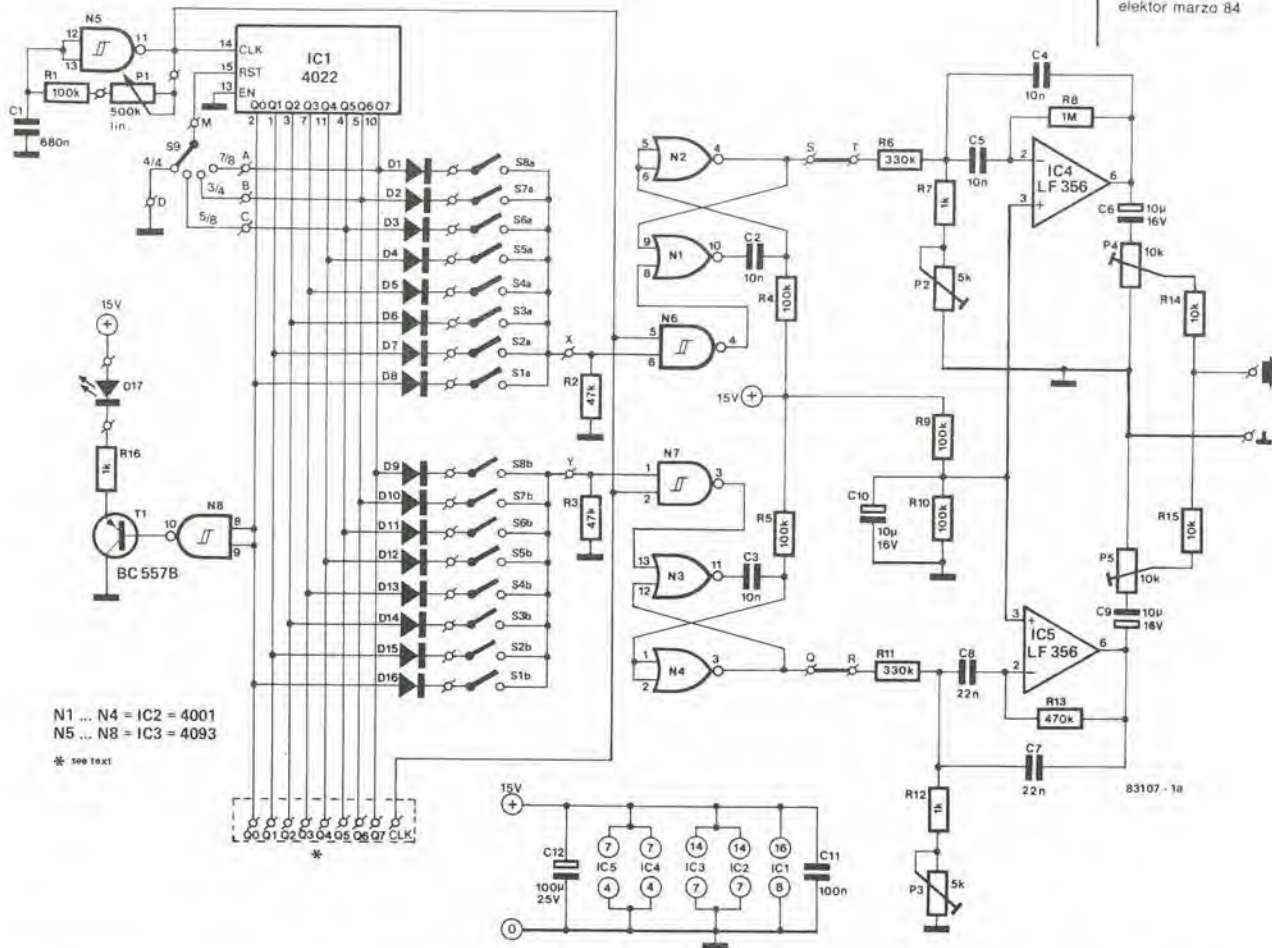 elektor marzo 84
N5
12
13
11
R1
100k
P1
500k
lin.
C1
680n
14
CLK
15
RST
13
EN
IC1
4022
Q0 Q1 Q2 Q3 Q4 Q5 Q6 Q7
2 1 3 7 11 4 5 10
M
S9
4/4
7/8
A
3/4
B
5/8
C
D
D1
S8a
D2
S7a
D3
S6a
D4
S5a
D5
S4a
D6
S3a
D7
S2a
D8
S1a
X
R2
47k
15V
+
D17
R16
1k
T1
BC 557B
N8
10
8
9
D9
S8b
D10
S7b
D11
S6b
D12
S5b
D13
S4b
D14
S3b
D15
S2b
D16
S1b
Y
R3
47k
N1 ... N4 = IC2 = 4001
N5 ... N8 = IC3 = 4093
* see text
Q0 Q1 Q2 Q3 Q4 Q5 Q6 Q7 CLK
*
5
6
N2
4
9
8
N1
10
C2
10n
R4
100k
5
6
N6
4
15V
+
1
2
N7
3
R5
100k
13
12
N3
11
C3
10n
1
2
N4
3
S
T
R6
330k
C4
10n
R8
1M
C5
10n
R7
1k
P2
5k
2
−
3
+
IC4
LF 356
6
C6
10µ
16V
P4
10k
R14
10k
R9
100k
C10
10µ
16V
R10
100k
R15
10k
P5
10k
C9
10µ
16V
3
+
2
−
IC5
LF 356
6
Q
R
R11
330k
C8
22n
R13
470k
C7
22n
R12
1k
P3
5k
83107 - 1a
15V
+
C12
100µ
25V
7 7 14 14 16
IC5 IC4 IC3 IC2 IC1
4 4 7 7 8
C11
100n
0